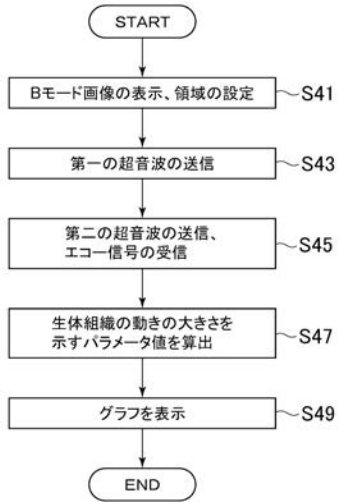 START
Bモード画像の表示、領域の設定
S41
第一の超音波の送信
S43
第二の超音波の送信、
エコー信号の受信
S45
生体組織の動きの大きさを
示すパラメータ値を算出
S47
グラフを表示
S49
END